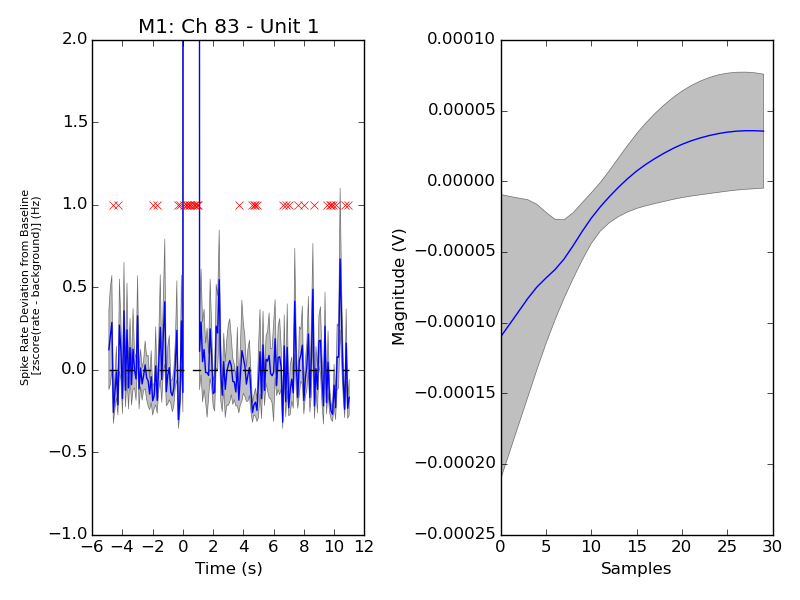 M1: Ch 83 - Unit 1
2.0
1.5
1.0
0.5
0.0
−0.5
−1.0
−6 −4 −2 0 2 4 6 8 10 12
Time (s)
Spike Rate Deviation from Baseline
[zscore(rate - background)] (Hz)
0.00010
0.00005
0.00000
−0.00005
−0.00010
−0.00015
−0.00020
−0.00025
0 5 10 15 20 25 30
Samples
Magnitude (V)